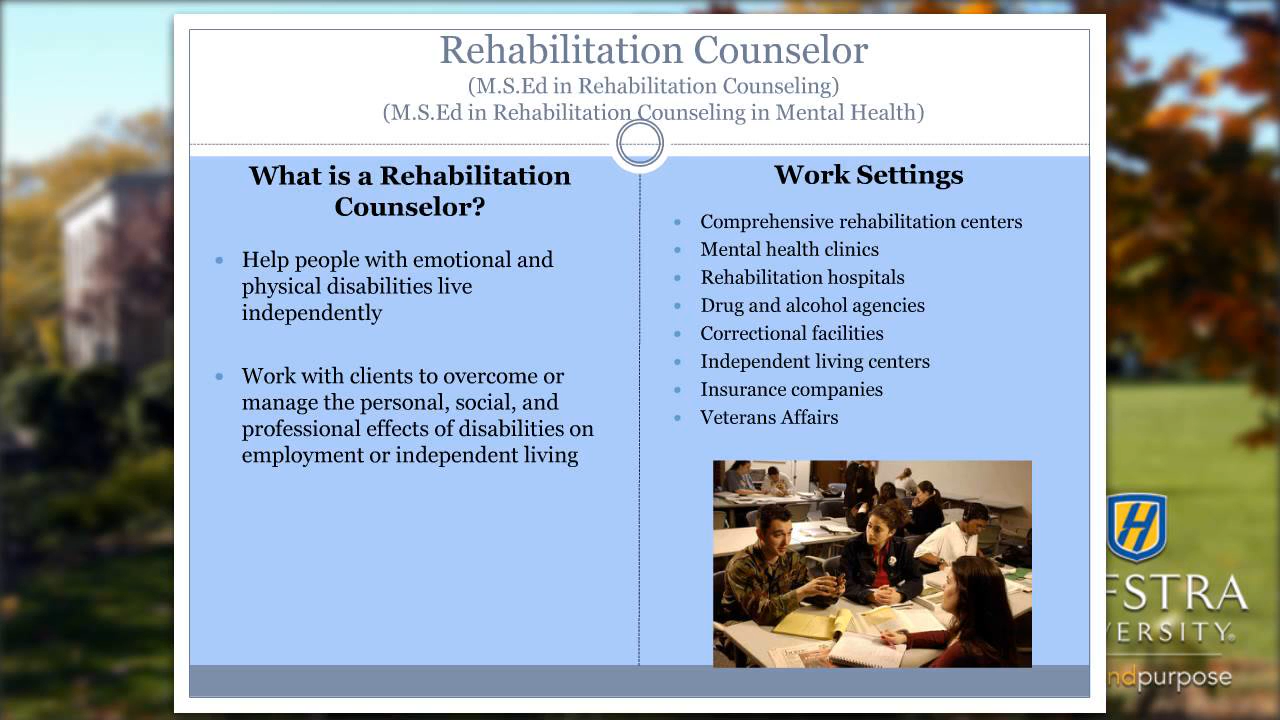 Rehabilitation Counselor
(M.S.Ed in Rehabilitation Counseling)
(M.S.Ed in Rehabilitation Counseling in Mental Health)
What is a Rehabilitation
Counselor?
• Help people with emotional and
physical disabilities live
independently
• Work with clients to overcome or
manage the personal, social, and
professional effects of disabilities on
employment or independent living
Work Settings
• Comprehensive rehabilitation centers
• Mental health clinics
• Rehabilitation hospitals
• Drug and alcohol agencies
• Correctional facilities
• Independent living centers
• Insurance companies
• Veterans Affairs
H
FSTRA
VERSITY®
ndpurpose